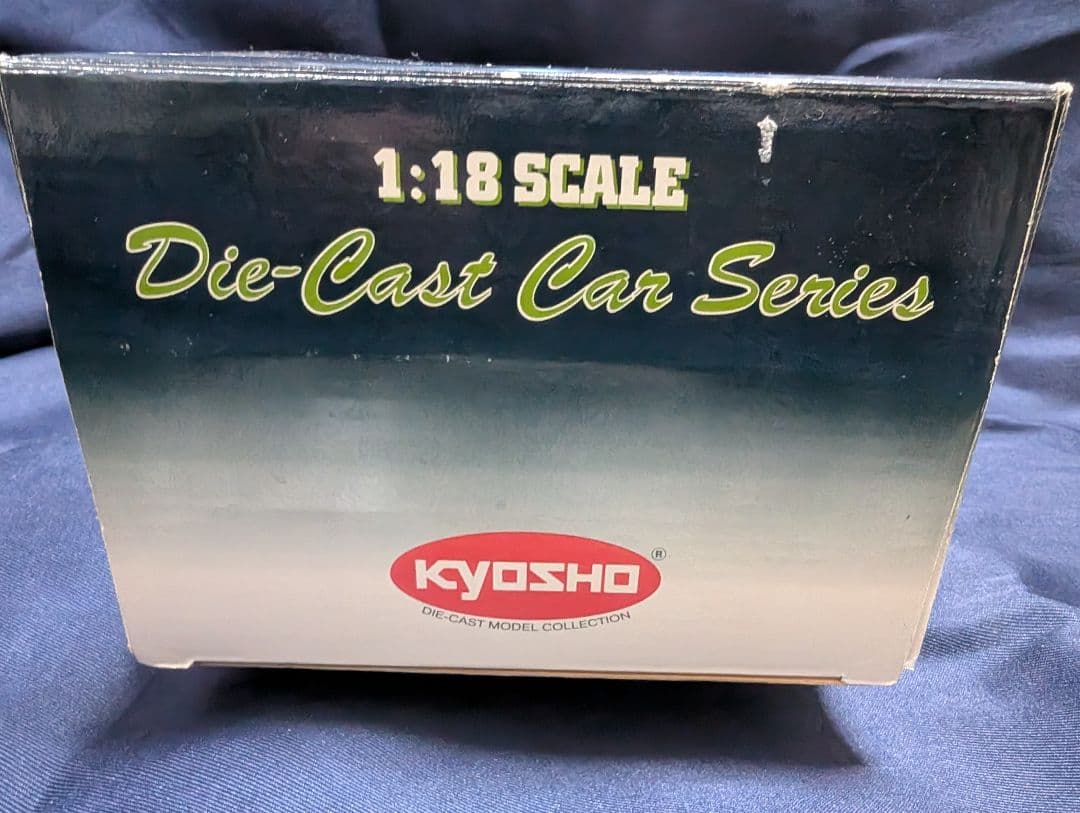 1:18 SCALE
Die-Cast Car Series
KYOSHO ®
DIE-CAST MODEL COLLECTION